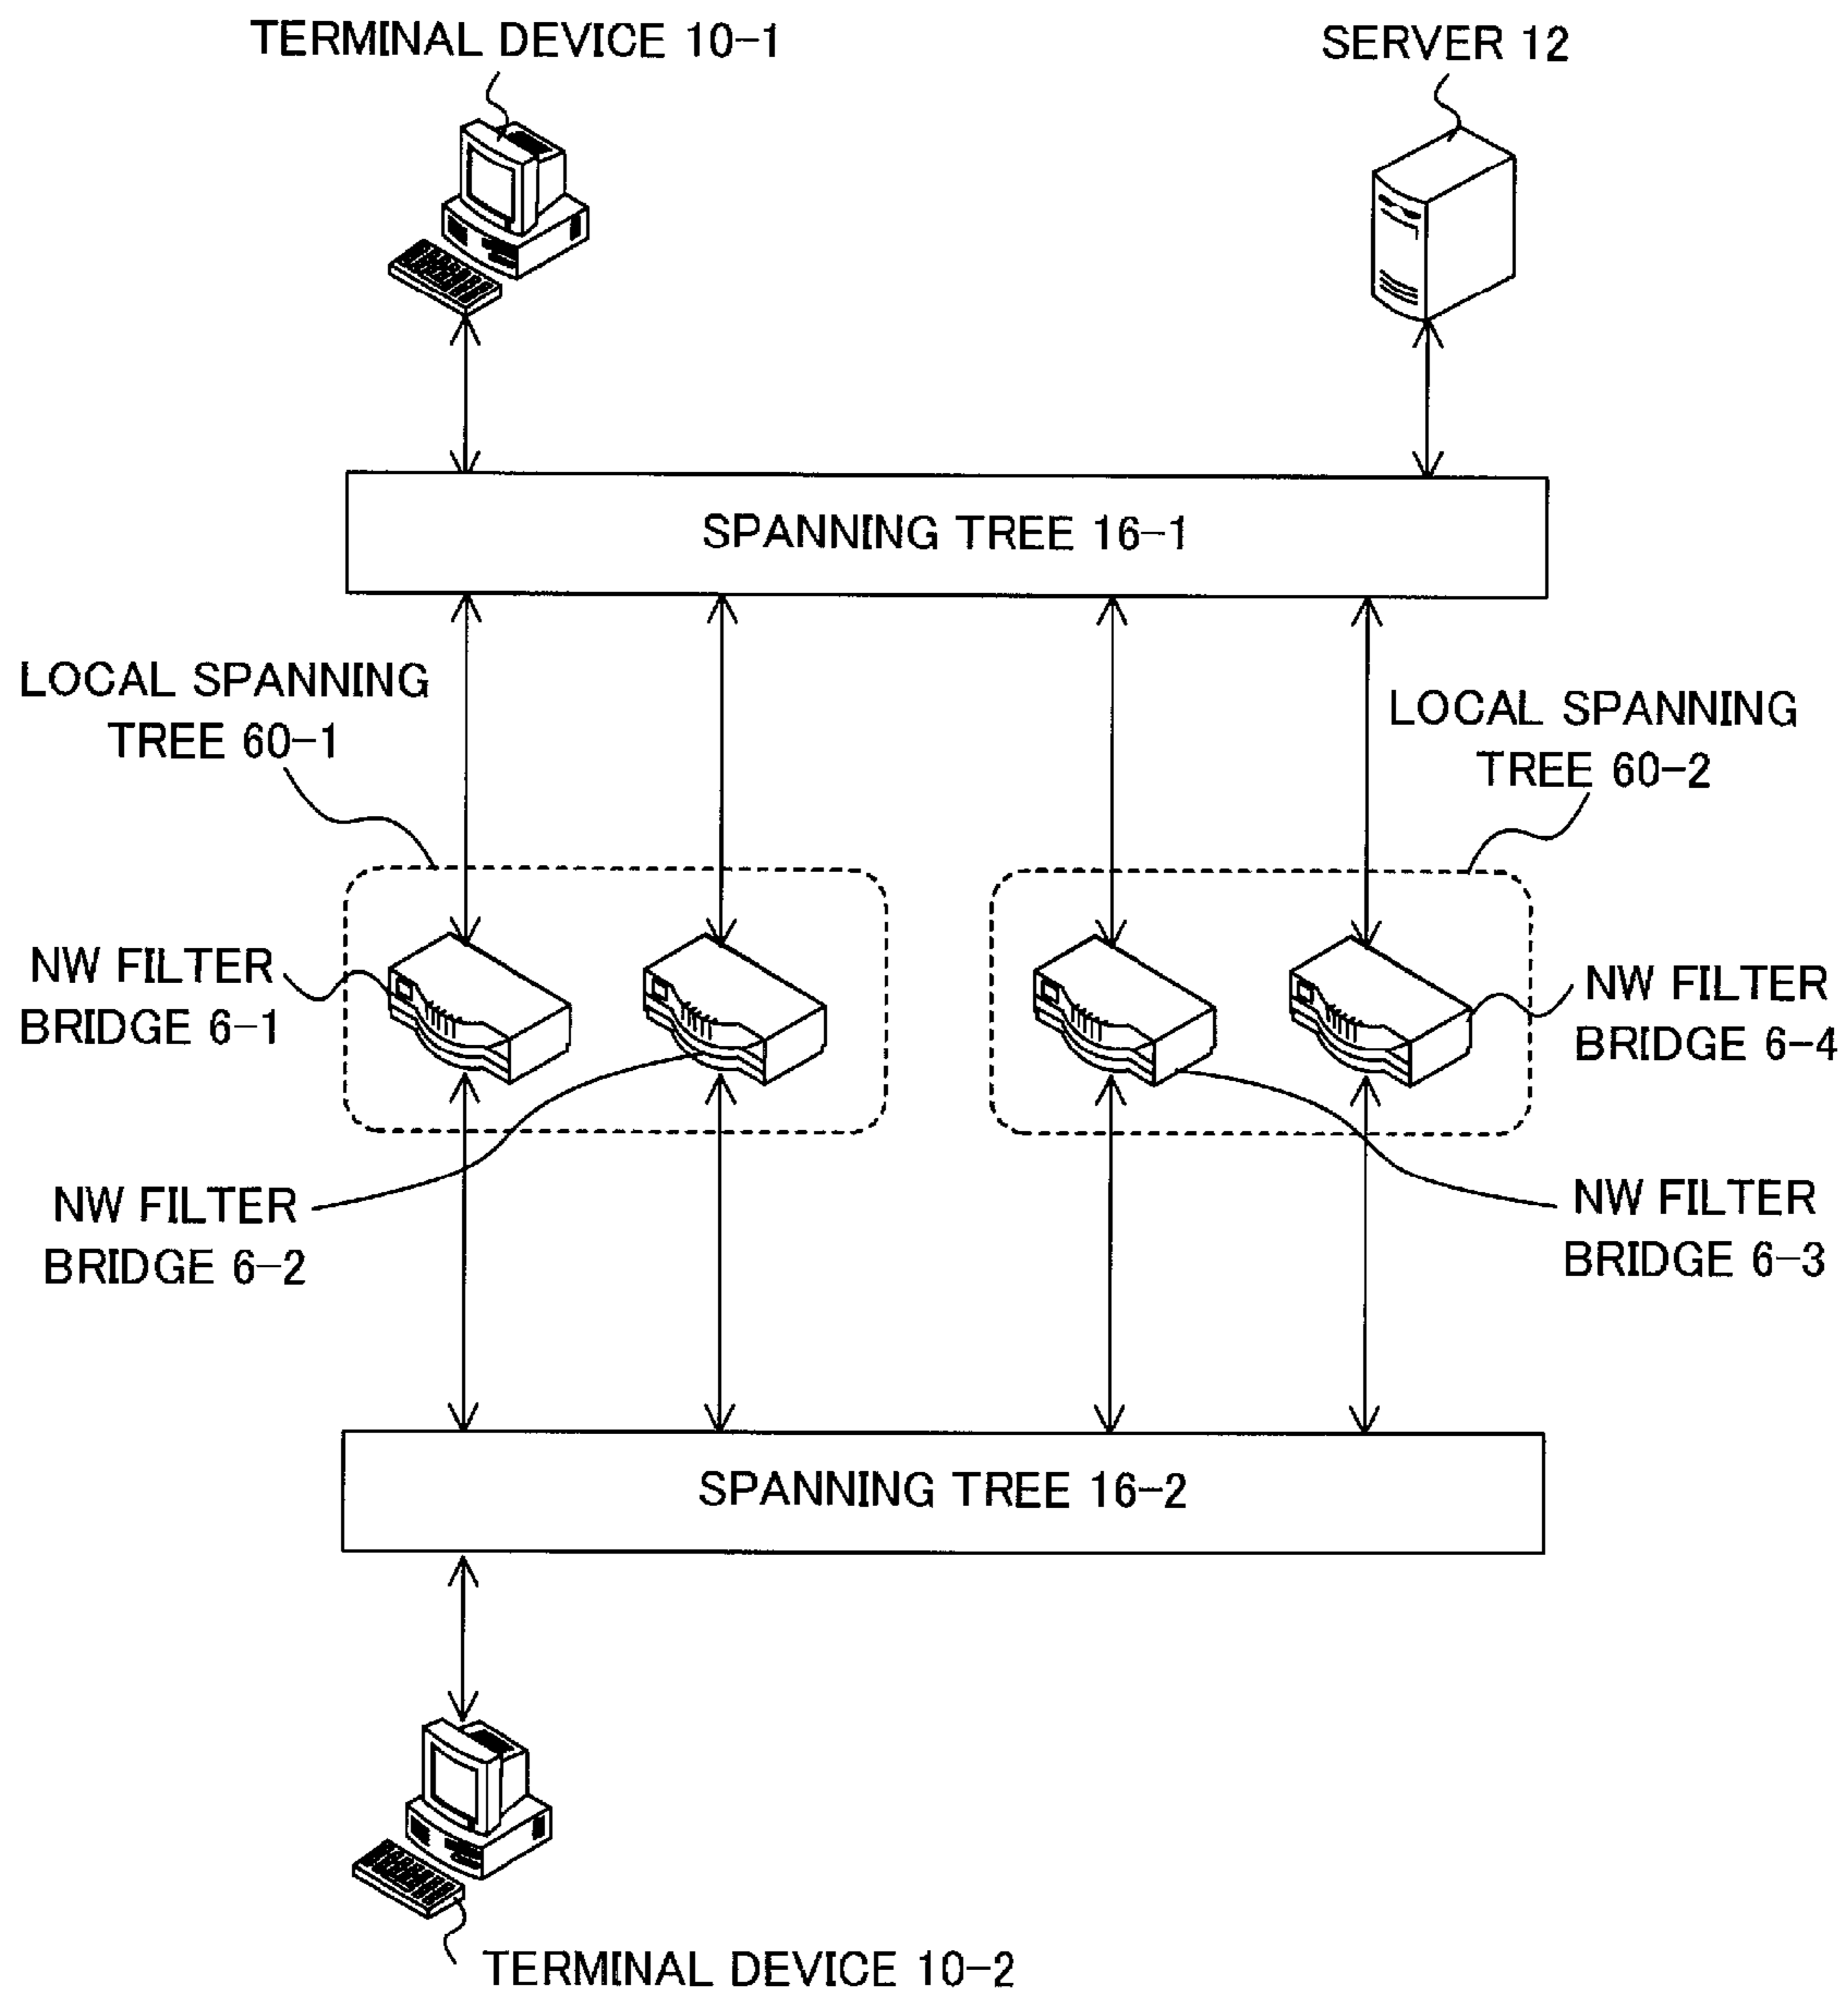 TERMINAL DEVICE 10-1
SERVER 12
SPANNING TREE 16-1
LOCAL SPANNING
TREE 60-1
LOCAL SPANNING
TREE 60-2
NW FILTER
BRIDGE 6-1
NW FILTER
BRIDGE 6-4
NW FILTER
BRIDGE 6-2
NW FILTER
BRIDGE 6-3
SPANNING TREE 16-2
TERMINAL DEVICE 10-2